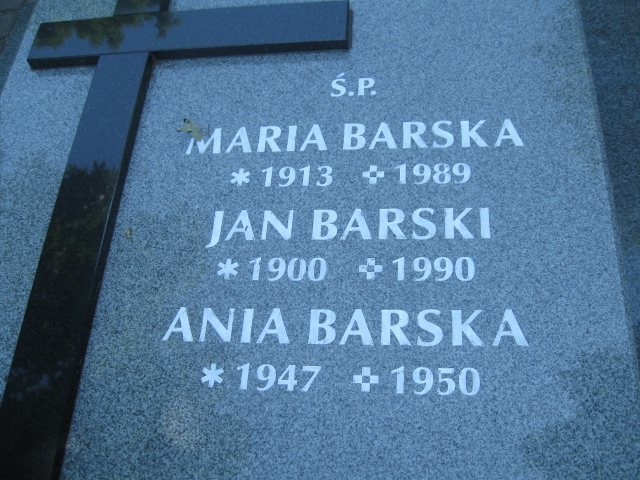 Ś.P.
MARIA BARSKA
* 1913 ✜ 1989
JAN BARSKI
* 1900 ✜ 1990
ANIA BARSKA
* 1947 ✜ 1950